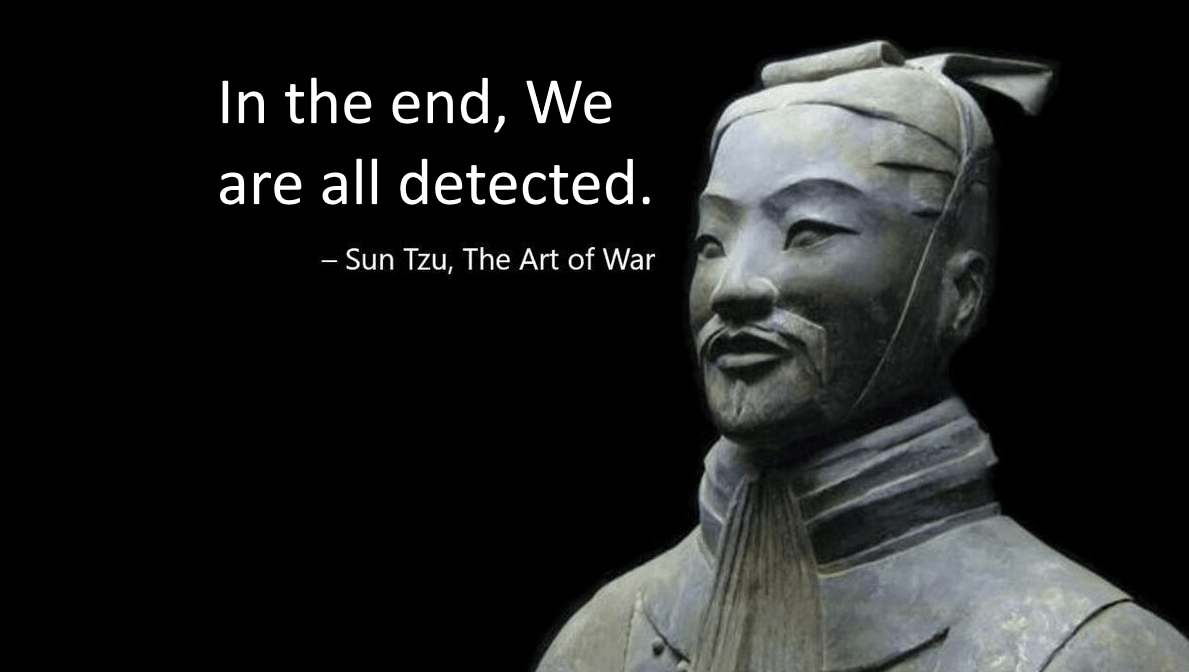 In the end, We
are all detected.
– Sun Tzu, The Art of War